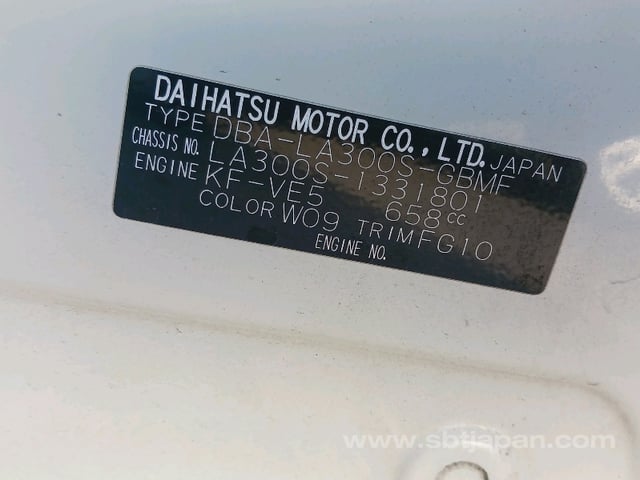 DAIHATSU MOTOR CO., LTD. JAPAN
TYPE DBA-LA300S-GBMF
CHASSIS NO. LA300S-1331801
ENGINE KF-VE5 658cc
COLOR W09 TRIM FG10
ENGINE NO.
www.sbtjapan.com